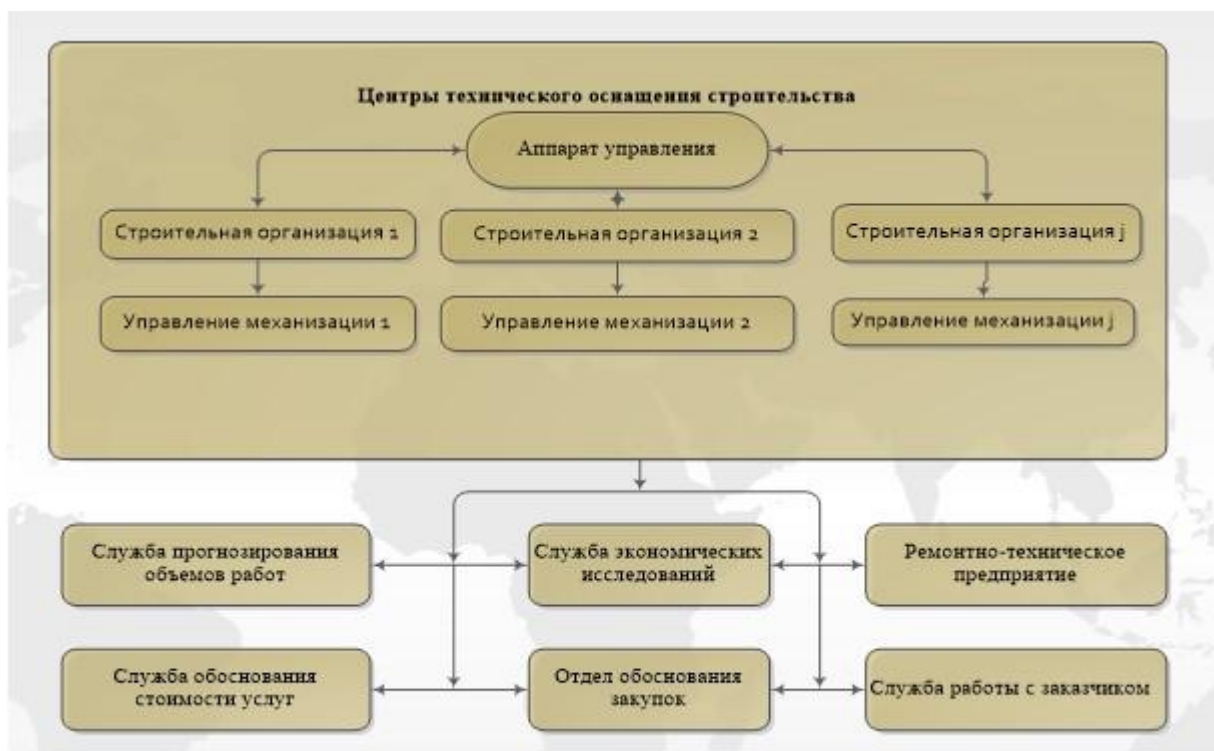 Центры технического оснащения строительства
Аппарат управления
Строительная организация 1
Строительная организация 2
Строительная организация j
Управление механизации 1
Управление механизации 2
Управление механизации j
Служба прогнозирования
объемов работ
Служба экономических
исследований
Ремонтно-техническое
предприятие
Служба обоснования
стоимости услуг
Отдел обоснования
закупок
Служба работы с заказчиком